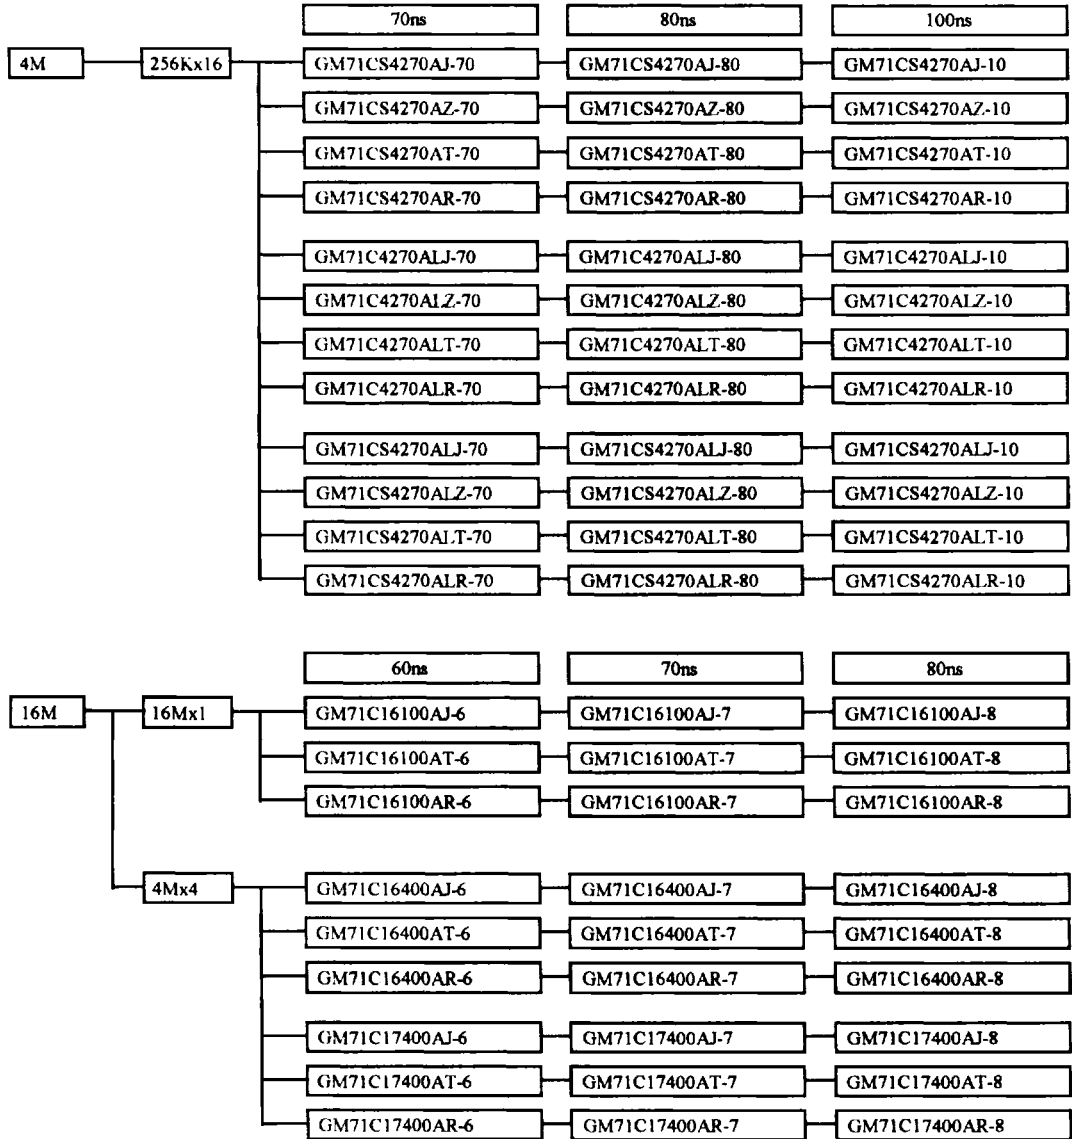 70ns 80ns 100ns
4M 256Kx16 GM71CS4270AJ-70 GM71CS4270AJ-80 GM71CS4270AJ-10
GM71CS4270AZ-70 GM71CS4270AZ-80 GM71CS4270AZ-10
GM71CS4270AT-70 GM71CS4270AT-80 GM71CS4270AT-10
GM71CS4270AR-70 GM71CS4270AR-80 GM71CS4270AR-10
GM71C4270ALJ-70 GM71C4270ALJ-80 GM71C4270ALJ-10
GM71C4270ALZ-70 GM71C4270ALZ-80 GM71C4270ALZ-10
GM71C4270ALT-70 GM71C4270ALT-80 GM71C4270ALT-10
GM71C4270ALR-70 GM71C4270ALR-80 GM71C4270ALR-10
GM71CS4270ALJ-70 GM71CS4270ALJ-80 GM71CS4270ALJ-10
GM71CS4270ALZ-70 GM71CS4270ALZ-80 GM71CS4270ALZ-10
GM71CS4270ALT-70 GM71CS4270ALT-80 GM71CS4270ALT-10
GM71CS4270ALR-70 GM71CS4270ALR-80 GM71CS4270ALR-10
60ns 70ns 80ns
16M 16Mx1 GM71C16100AJ-6 GM71C16100AJ-7 GM71C16100AJ-8
GM71C16100AT-6 GM71C16100AT-7 GM71C16100AT-8
GM71C16100AR-6 GM71C16100AR-7 GM71C16100AR-8
4Mx4 GM71C16400AJ-6 GM71C16400AJ-7 GM71C16400AJ-8
GM71C16400AT-6 GM71C16400AT-7 GM71C16400AT-8
GM71C16400AR-6 GM71C16400AR-7 GM71C16400AR-8
GM71C17400AJ-6 GM71C17400AJ-7 GM71C17400AJ-8
GM71C17400AT-6 GM71C17400AT-7 GM71C17400AT-8
GM71C17400AR-6 GM71C17400AR-7 GM71C17400AR-8